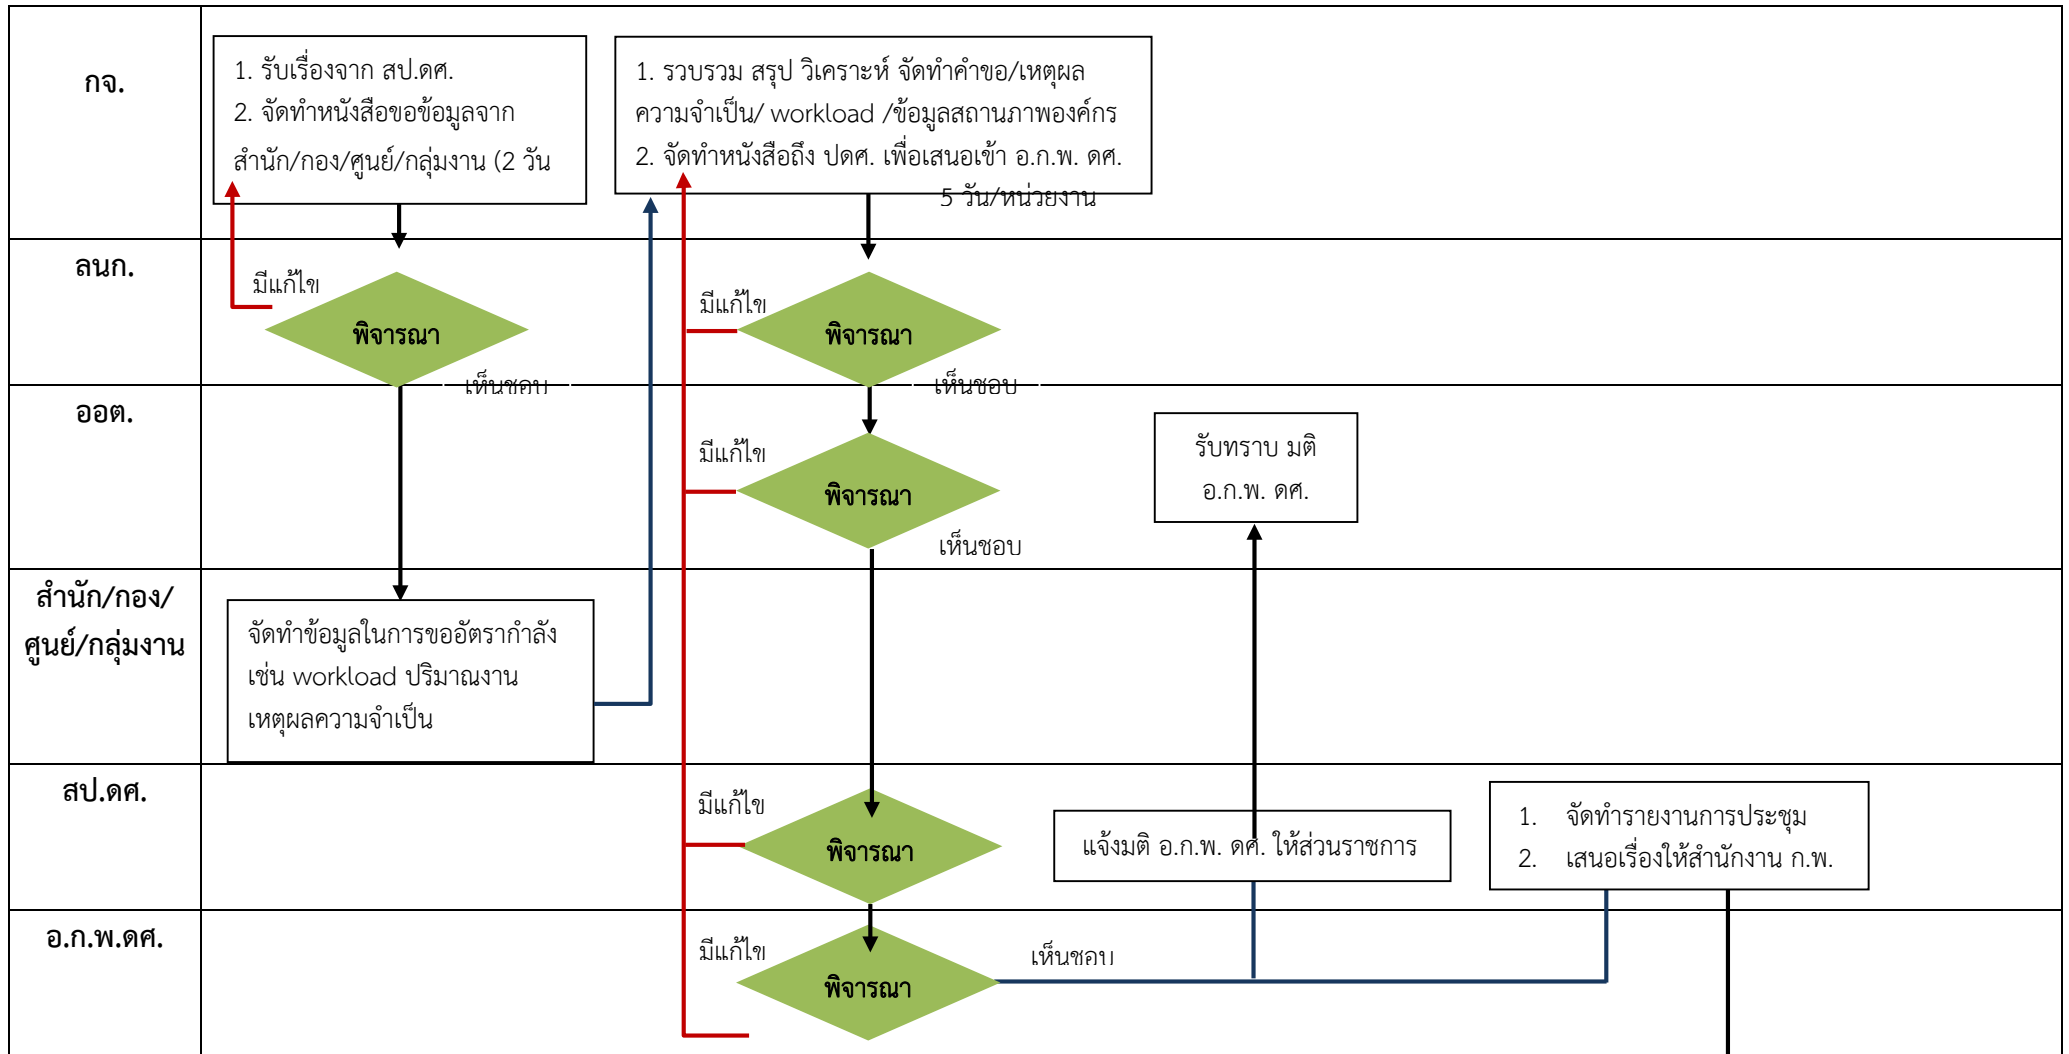 กจ.
1. รับเรื่องจาก สป.ดศ.
2. จัดทำหนังสือขอข้อมูลจาก
สำนัก/กอง/ศูนย์/กลุ่มงาน (2 วัน
1. รวบรวม สรุป วิเคราะห์ จัดทำคำขอ/เหตุผล
ความจำเป็น/ workload /ข้อมูลสถานภาพองค์กร
2. จัดทำหนังสือถึง ปดศ. เพื่อเสนอเข้า อ.ก.พ. ดศ.
5 วัน/หน่วยงาน
ลนก.
มีแก้ไข
พิจารณา
เห็นชอบ
มีแก้ไข
พิจารณา
เห็นชอบ
ออต.
มีแก้ไข
พิจารณา
เห็นชอบ
รับทราบ มติ
อ.ก.พ. ดศ.
สำนัก/กอง/
ศูนย์/กลุ่มงาน
จัดทำข้อมูลในการขออัตรากำลัง
เช่น workload ปริมาณงาน
เหตุผลความจำเป็น
สป.ดศ.
มีแก้ไข
พิจารณา
แจ้งมติ อ.ก.พ. ดศ. ให้ส่วนราชการ
1. จัดทำรายงานการประชุม
2. เสนอเรื่องให้สำนักงาน ก.พ.
อ.ก.พ.ดศ.
มีแก้ไข
พิจารณา
เห็นชอบ